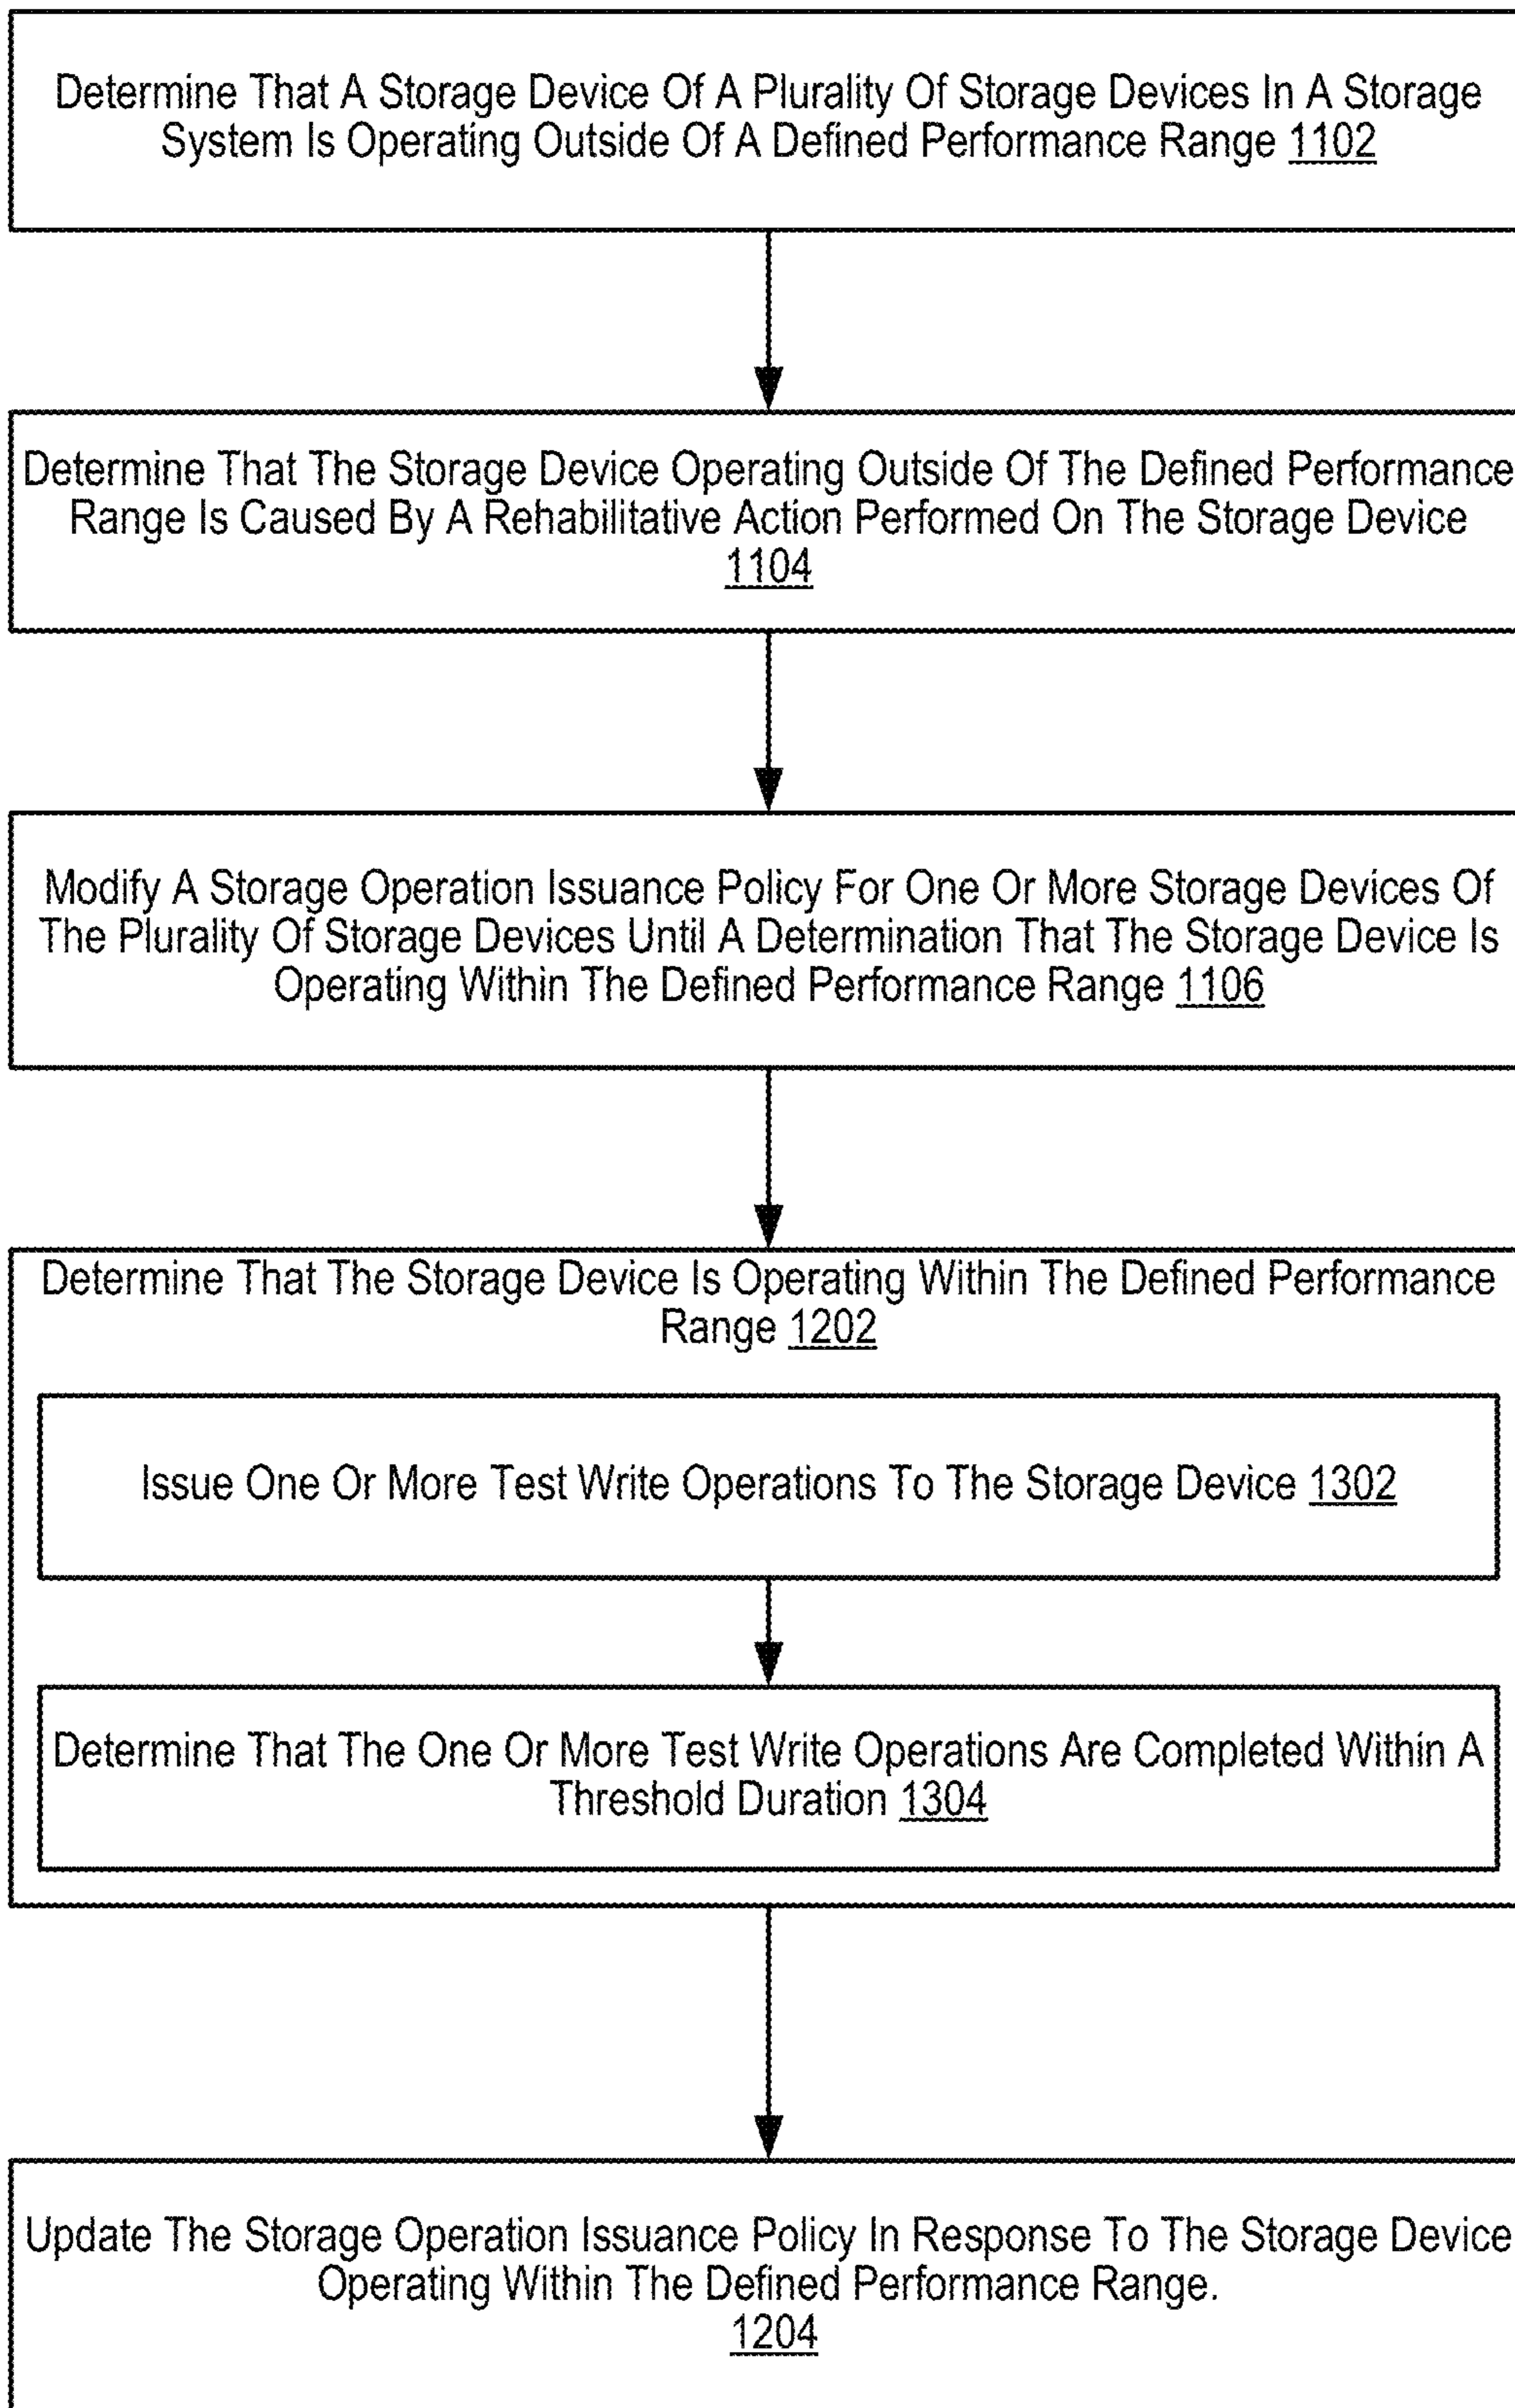 Determine That A Storage Device Of A Plurality Of Storage Devices In A Storage
System Is Operating Outside Of A Defined Performance Range 1102
Determine That The Storage Device Operating Outside Of The Defined Performance
Range Is Caused By A Rehabilitative Action Performed On The Storage Device
1104
Modify A Storage Operation Issuance Policy For One Or More Storage Devices Of
The Plurality Of Storage Devices Until A Determination That The Storage Device Is
Operating Within The Defined Performance Range 1106
Determine That The Storage Device Is Operating Within The Defined Performance
Range 1202
Issue One Or More Test Write Operations To The Storage Device 1302
Determine That The One Or More Test Write Operations Are Completed Within A
Threshold Duration 1304
Update The Storage Operation Issuance Policy In Response To The Storage Device
Operating Within The Defined Performance Range.
1204